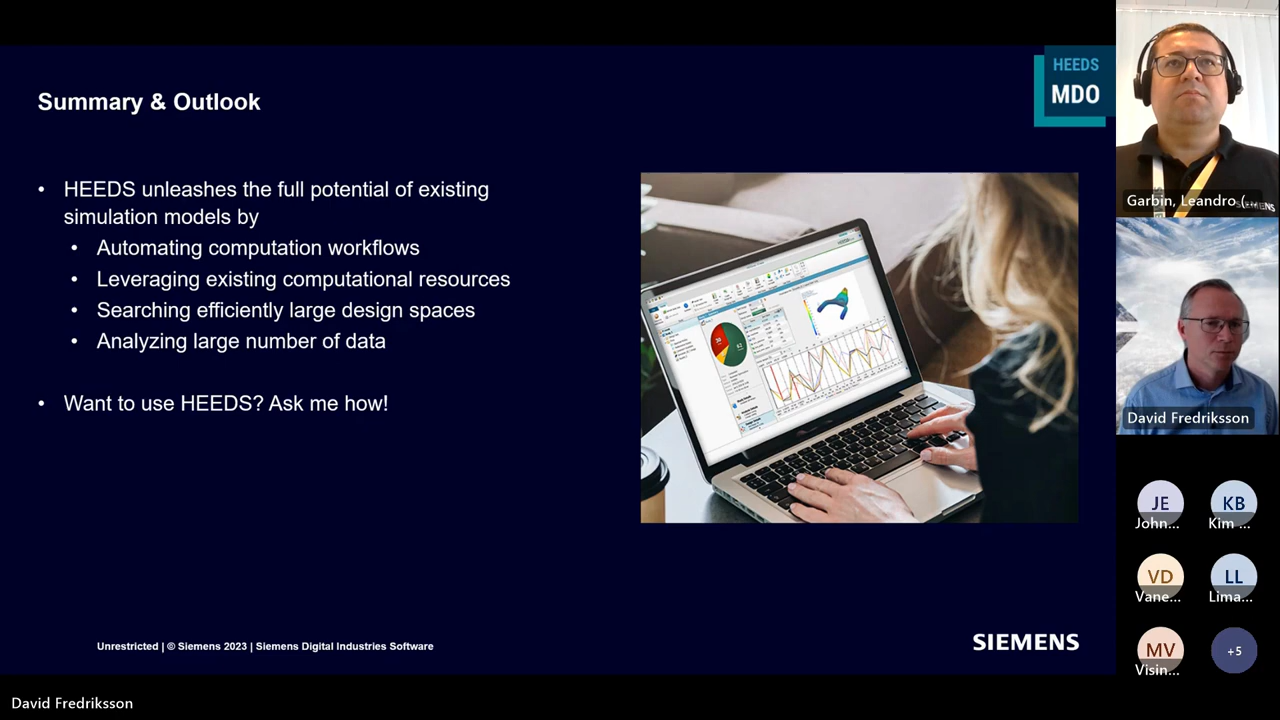 Summary & Outlook
HEEDS
MDO
• HEEDS unleashes the full potential of existing
simulation models by
• Automating computation workflows
• Leveraging existing computational resources
• Searching efficiently large design spaces
• Analyzing large number of data
• Want to use HEEDS? Ask me how!
Unrestricted | © Siemens 2023 | Siemens Digital Industries Software
SIEMENS
Garbin, Leandro (...
SIEMENS
David Fredriksson
JE
John...
KB
Kim ...
VD
Vane...
LL
Lima...
MV
Visin...
+5
David Fredriksson